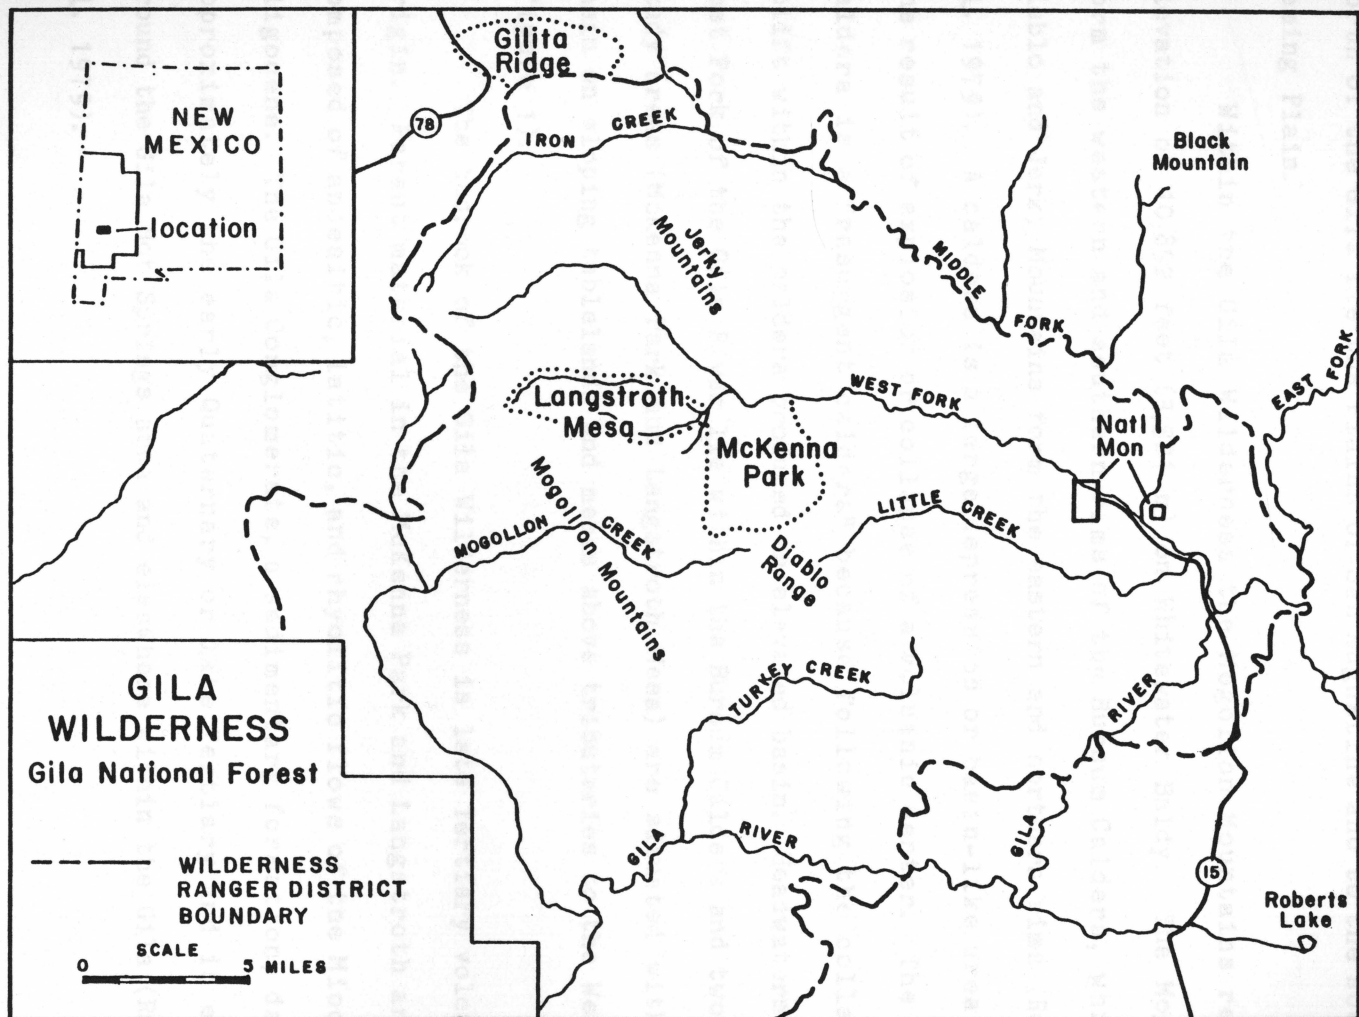 Gilita
Ridge
78
IRON CREEK
NEW
MEXICO
location
Black
Mountain
Jerky
Mountains
MIDDLE
FORK
EAST FORK
WEST FORK
Langstroth
Mesa
McKenna
Park
Natl
Mon
LITTLE CREEK
Mogollon
Mountains
MOGOLLON CREEK
Diablo
Range
TURKEY CREEK
RIVER
GILA
RIVER
GILA
15
Roberts
Lake
GILA
WILDERNESS
Gila National Forest
WILDERNESS
RANGER DISTRICT
BOUNDARY
SCALE
0 5 MILES